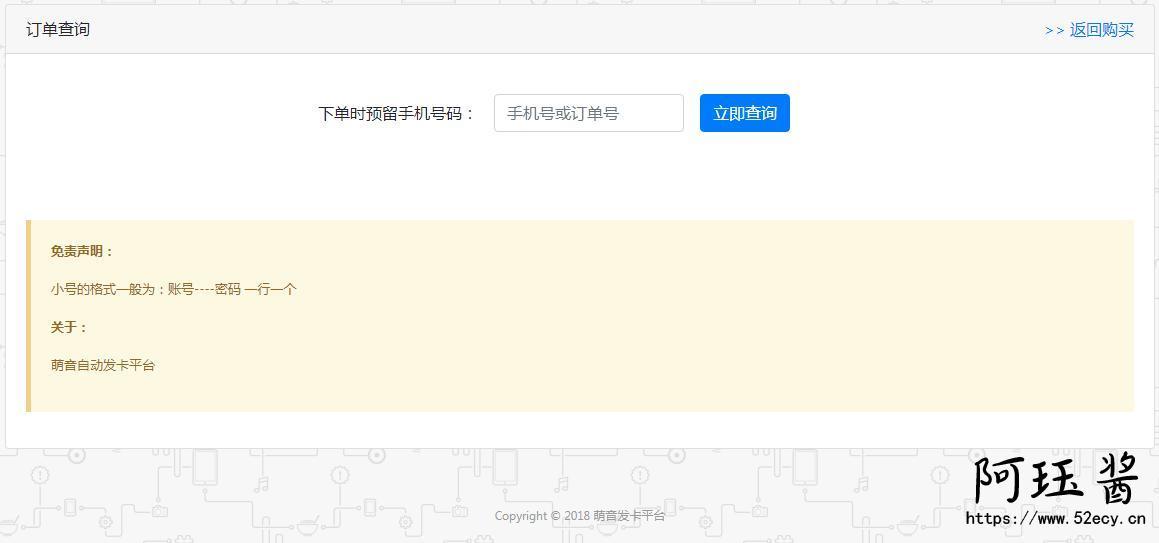 订单查询
>> 返回购买
下单时预留手机号码：
手机号或订单号
立即查询
免责声明：
小号的格式一般为：账号----密码 一行一个
关于：
萌音自动发卡平台
Copyright © 2018 萌音发卡平台
阿珏酱
https://www.52ecy.cn